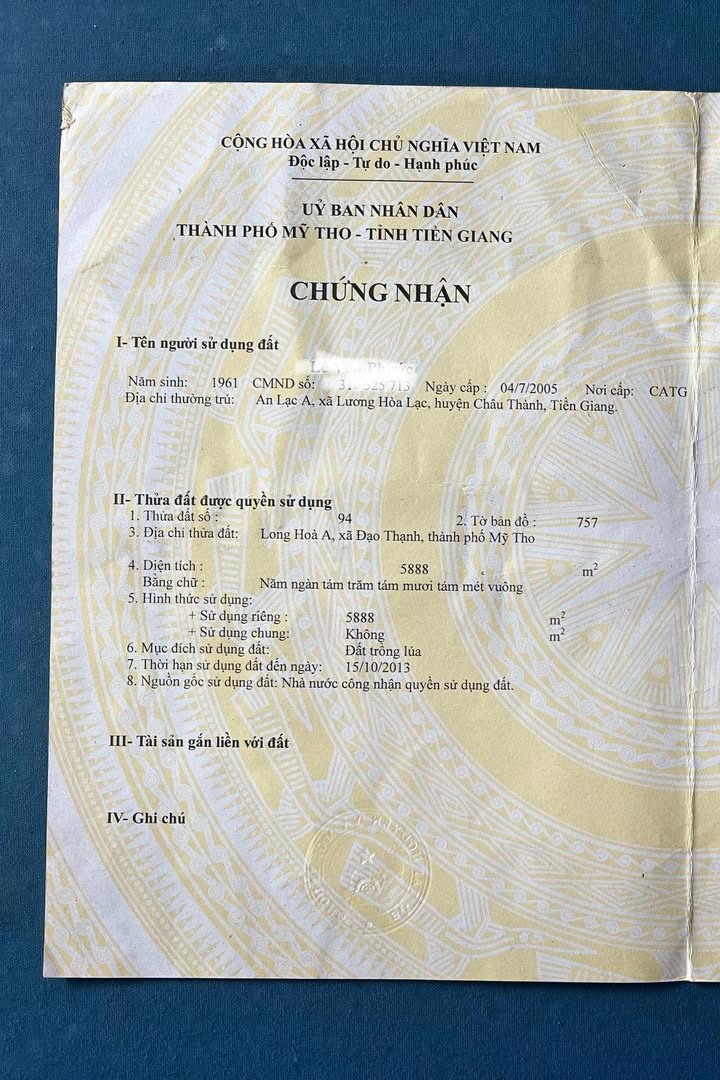 CỘNG HÒA XÃ HỘI CHỦ NGHĨA VIỆT NAM
Độc lập - Tự do - Hạnh phúc
UỶ BAN NHÂN DÂN
THÀNH PHỐ MỸ THO - TỈNH TIỀN GIANG
CHỨNG NHẬN
I- Tên người sử dụng đất
Năm sinh: 1961 CMND số: Ngày cấp : 04/7/2005 Nơi cấp: CATG
Địa chỉ thường trú: An Lạc A, xã Lương Hòa Lạc, huyện Châu Thành, Tiền Giang.
II- Thửa đất được quyền sử dụng
1. Thửa đất số : 94 2. Tờ bản đồ : 757
3. Địa chỉ thửa đất: Long Hoà A, xã Đạo Thạnh, thành phố Mỹ Tho
4. Diện tích : 5888 m²
Bằng chữ : Năm ngàn tám trăm tám mươi tám mét vuông
5. Hình thức sử dụng:
+ Sử dụng riêng : 5888 m²
+ Sử dụng chung: Không m²
6. Mục đích sử dụng đất: Đất trồng lúa
7. Thời hạn sử dụng đất đến ngày: 15/10/2013
8. Nguồn gốc sử dụng đất: Nhà nước công nhận quyền sử dụng đất.
III- Tài sản gắn liền với đất
IV- Ghi chú